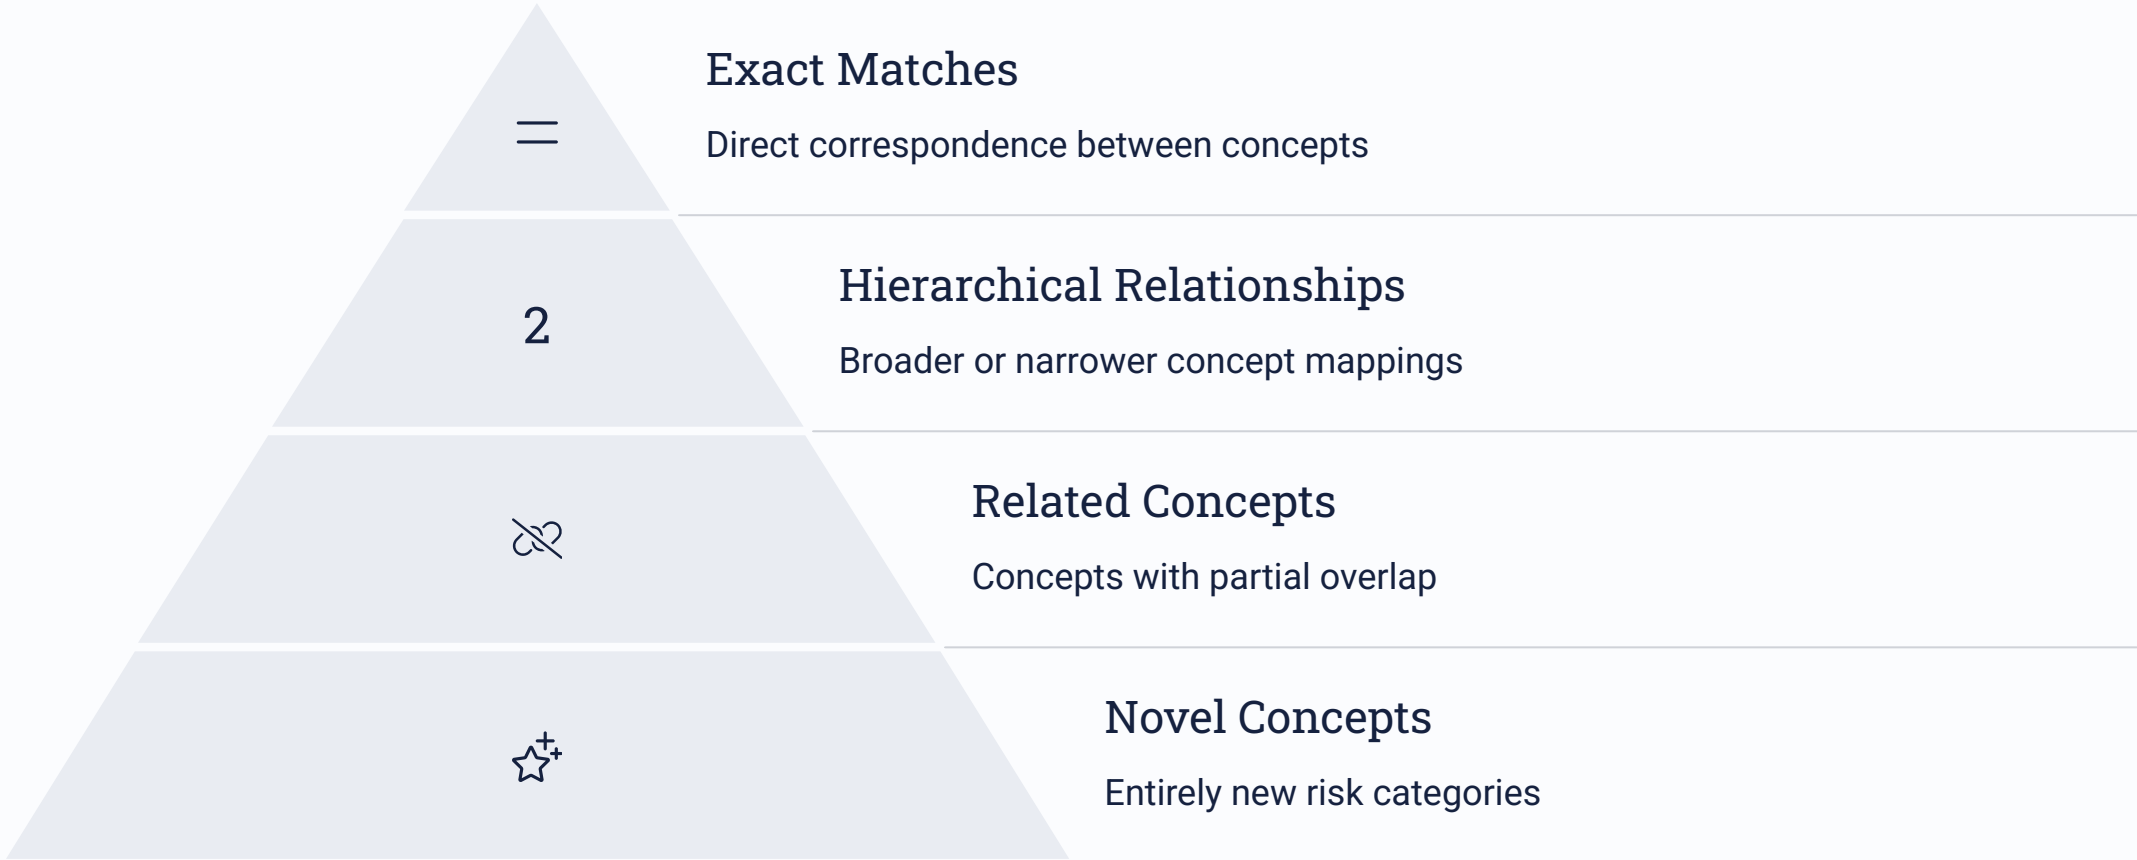 Exact Matches
Direct correspondence between concepts
2
Hierarchical Relationships
Broader or narrower concept mappings
Related Concepts
Concepts with partial overlap
Novel Concepts
Entirely new risk categories